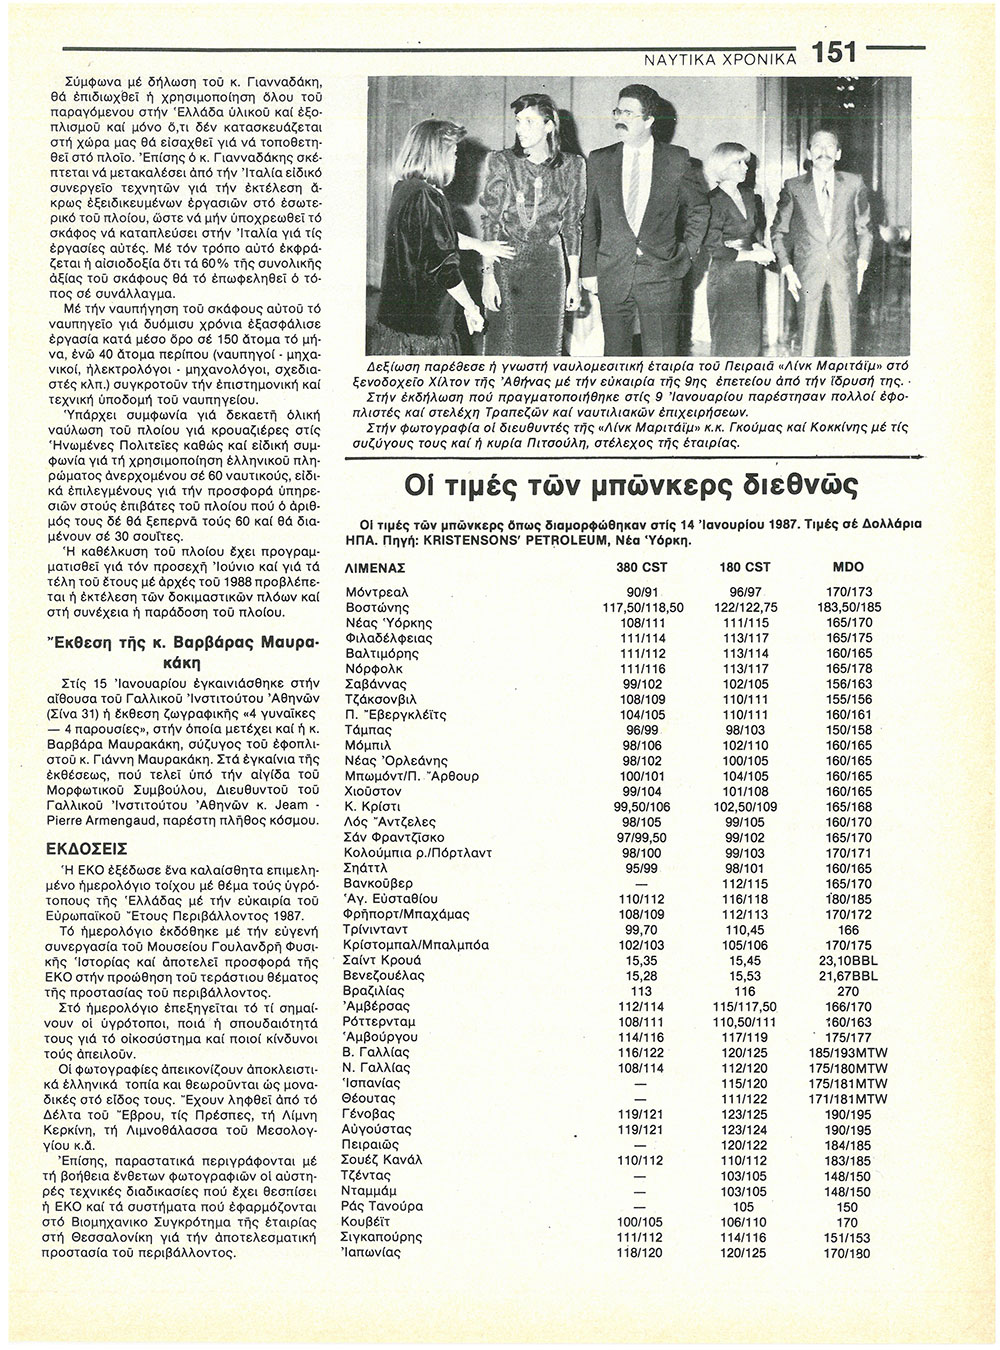 ΝΑΥΤΙΚΑ ΧΡΟΝΙΚΑ 151
Σύμφωνα μέ δήλωση τοῦ κ. Γιανναδάκη,
θά ἐπιδιωχθεῖ ἡ χρησιμοποίηση ὅλου τοῦ
παραγόμενου στήν Ἑλλάδα ὑλικοῦ καί ἐξο-
πλισμοῦ καί μόνο ὅ,τι δέν κατασκευάζεται
στή χώρα μας θά εἰσαχθεῖ γιά νά τοποθετη-
θεῖ στό πλοῖο. Ἐπίσης ὁ κ. Γιανναδάκης σκέ-
πτεται νά μετακαλέσει ἀπό τήν Ἰταλία εἰδικό
συνεργεῖο τεχνητῶν γιά τήν ἐκτέλεση ἄ-
κρως ἐξειδικευμένων ἐργασιῶν στό ἐσωτε-
ρικό τοῦ πλοίου, ὥστε νά μήν ὑποχρεωθεῖ τό
σκάφος νά καταπλεύσει στήν Ἰταλία γιά τίς
ἐργασίες αὐτές. Μέ τόν τρόπο αὐτό ἐκφρά-
ζεται ἡ αἰσιοδοξία ὅτι τά 60% τῆς συνολικῆς
ἀξίας τοῦ σκάφους θά τό ἐπωφεληθεῖ ὁ τό-
πος σέ συνάλλαγμα.
Μέ τήν ναυπήγηση τοῦ σκάφους αὐτοῦ τό
ναυπηγεῖο γιά δυόμισυ χρόνια ἐξασφάλισε
ἐργασία κατά μέσο ὅρο σέ 150 ἄτομα τό μή-
να, ἐνῶ 40 ἄτομα περίπου (ναυπηγοί - μηχα-
νικοί, ἠλεκτρολόγοι - μηχανολόγοι, σχεδια-
στές κλπ.) συγκροτοῦν τήν ἐπιστημονική καί
τεχνική ὑποδομή τοῦ ναυπηγείου.
Ὑπάρχει συμφωνία γιά δεκαετῆ ὁλική
ναύλωση τοῦ πλοίου γιά κρουαζιέρες στίς
Ἡνωμένες Πολιτεῖες καθώς καί εἰδική συμ-
φωνία γιά τή χρησιμοποίηση ἑλληνικοῦ πλη-
ρώματος ἀνερχομένου σέ 60 ναυτικούς, εἰδι-
κά ἐπιλεγμένους γιά τήν προσφορά ὑπηρε-
σιῶν στούς ἐπιβάτες τοῦ πλοίου πού ὁ ἀριθ-
μός τους δέ θά ξεπερνᾶ τούς 60 καί θά δια-
μένουν σέ 30 σουΐτες.
Ἡ καθέλκυση τοῦ πλοίου ἔχει προγραμ-
ματισθεῖ γιά τόν προσεχῆ Ἰούνιο καί γιά τά
τέλη τοῦ ἔτους μέ ἀρχές τοῦ 1988 προβλέπε-
ται ἡ ἐκτέλεση τῶν δοκιμαστικῶν πλόων καί
στή συνέχεια ἡ παράδοση τοῦ πλοίου.
Ἔκθεση τῆς κ. Βαρβάρας Μαυρα-
κάκη
Στίς 15 Ἰανουαρίου ἐγκαινιάσθηκε στήν
αἴθουσα τοῦ Γαλλικοῦ Ἰνστιτούτου Ἀθηνῶν
(Σίνα 31) ἡ ἔκθεση ζωγραφικῆς «4 γυναῖκες
— 4 παρουσίες», στήν ὁποία μετέχει καί ἡ κ.
Βαρβάρα Μαυρακάκη, σύζυγος τοῦ ἐφοπλι-
στοῦ κ. Γιάννη Μαυρακάκη. Στά ἐγκαίνια τῆς
ἐκθέσεως, πού τελεῖ ὑπό τήν αἰγίδα τοῦ
Μορφωτικοῦ Συμβούλου, Διευθυντοῦ τοῦ
Γαλλικοῦ Ἰνστιτούτου Ἀθηνῶν κ. Jeam -
Pierre Armengaud, παρέστη πλῆθος κόσμου.
ΕΚΔΟΣΕΙΣ
Ἡ ΕΚΟ ἐξέδωσε ἕνα καλαίσθητα επιμελη-
μένο ἡμερολόγιο τοίχου μέ θέμα τούς ὑγρό-
τοπους τῆς Ἑλλάδας μέ τήν εὐκαιρία τοῦ
Εὐρωπαϊκοῦ Ἔτους Περιβάλλοντος 1987.
Τό ἡμερολόγιο ἐκδόθηκε μέ τήν εὐγενή
συνεργασία τοῦ Μουσείου Γουλανδρῆ Φυσι-
κῆς Ἱστορίας καί ἀποτελεῖ προσφορά τῆς
ΕΚΟ στήν προώθηση τοῦ τεράστιου θέματος
τῆς προστασίας τοῦ περιβάλλοντος.
Στό ἡμερολόγιο ἐπεξηγεῖται τό τί σημαί-
νουν οἱ ὑγρότοποι, ποιά ἡ σπουδαιότητά
τους γιά τό οἰκοσύστημα καί ποιοί κίνδυνοι
τούς ἀπειλοῦν.
Οἱ φωτογραφίες ἀπεικονίζουν ἀποκλειστι-
κά ἑλληνικά τοπία και θεωροῦνται ὡς μονα-
δικές στό εἶδος τους. Ἔχουν ληφθεῖ ἀπό τό
Δέλτα τοῦ Ἔβρου, τίς Πρέσπες, τή Λίμνη
Κερκίνη, τή Λιμνοθάλασσα τοῦ Μεσολογ-
γίου κ.ἄ.
Ἐπίσης, παραστατικά περιγράφονται μέ
τή βοήθεια ἔνθετων φωτογραφιῶν οἱ αὐστη-
ρές τεχνικές διαδικασίες πού ἔχει θεσπίσει
ἡ ΕΚΟ καί τά συστήματα πού ἐφαρμόζονται
στό Βιομηχανικο Συγκρότημα τῆς ἑταιρίας
στή Θεσσαλονίκη γιά τήν ἀποτελεσματική
προστασία τοῦ περιβάλλοντος.
Δεξίωση παρέθεσε ἡ γνωστή ναυλομεσιτική ἑταιρία τοῦ Πειραιᾶ «Λίνκ Μαριτάϊμ» στό
ξενοδοχεῖο Χίλτον τῆς Ἀθήνας μέ τήν εὐκαιρία τῆς 9ης ἐπετείου ἀπό τήν ἵδρυσή της.
Στήν ἐκδήλωση πού πραγματοποιήθηκε στίς 9 Ἰανουαρίου παρέστησαν πολλοί ἐφο-
πλιστές καί στελέχη Τραπεζῶν καί ναυτιλιακῶν ἐπιχειρήσεων.
Στήν φωτογραφία οἱ διευθυντές τῆς «Λίνκ Μαριτάϊμ» κ.κ. Γκούμας καί Κοκκίνης μέ τίς
συζύγους τους καί ἡ κυρία Πιτσούλη, στέλεχος τῆς ἑταιρίας.
Οἱ τιμές τῶν μπῶνκερς διεθνῶς
Οἱ τιμές τῶν μπῶνκερς ὅπως διαμορφώθηκαν στίς 14 Ἰανουρίου 1987. Τιμές σέ Δολλάρια
ΗΠΑ. Πηγή: KRISTENSONS' PETROLEUM, Νέα Ὑόρκη.
ΛΙΜΕΝΑΣ 380 CST 180 CST MDO
Μόντρεαλ 90/91 96/97 170/173
Βοστώνης 117,50/118,50 122/122,75 183,50/185
Νέας Ὑόρκης 108/111 111/115 165/170
Φιλαδέλφειας 111/114 113/117 165/175
Βαλτιμόρης 111/112 113/114 160/165
Νόρφολκ 111/116 113/117 165/178
Σαβάννας 99/102 102/105 156/163
Τζάκσονβιλ 108/109 110/111 155/156
Π. Ἔβεργκλέϊτς 104/105 110/111 160/161
Τάμπας 96/99 98/103 150/158
Μόμπιλ 98/106 102/110 160/165
Νέας Ὀρλεάνης 98/102 100/105 160/165
Μπωμόντ/Π. Ἄρθουρ 100/101 104/105 160/165
Χιοῦστον 99/104 101/108 160/165
Κ. Κρίστι 99,50/106 102,50/109 165/168
Λός Ἄντζελες 98/105 99/105 160/170
Σάν Φραντζῖσκο 97/99,50 99/102 165/170
Κολούμπια ρ./Πόρτλαντ 98/100 99/103 170/171
Σηάττλ 95/99 98/101 160/165
Βανκούβερ — 112/115 165/170
Ἁγ. Εὐσταθίου 110/112 116/118 180/185
Φρῆπορτ/Μπαχάμας 108/109 112/113 170/172
Τρίνινταντ 99,70 110,45 166
Κρίστομπαλ/Μπαλμπόα 102/103 105/106 170/175
Σαίντ Κρουά 15,35 15,45 23,10BBL
Βενεζουέλας 15,28 15,53 21,67BBL
Βραζιλίας 113 116 270
Ἀμβέρσας 112/114 115/117,50 166/170
Ρόττερνταμ 108/111 110,50/111 160/163
Ἁμβούργου 114/116 117/119 175/177
Β. Γαλλίας 116/122 120/125 185/193MTW
Ν. Γαλλίας 108/114 112/120 175/180MTW
Ἱσπανίας — 115/120 175/181MTW
Θέουτας — 111/122 171/181MTW
Γένοβας 119/121 123/125 190/195
Αὐγούστας 119/121 123/124 190/195
Πειραιῶς — 120/122 184/185
Σουέζ Κανάλ 110/112 110/112 183/185
Τζέντας — 103/105 148/150
Νταμμάμ — 103/105 148/150
Ράς Τανούρα — 105 150
Κουβέϊτ 100/105 106/110 170
Σιγκαπούρης 111/112 114/116 151/153
Ἰαπωνίας 118/120 120/125 170/180